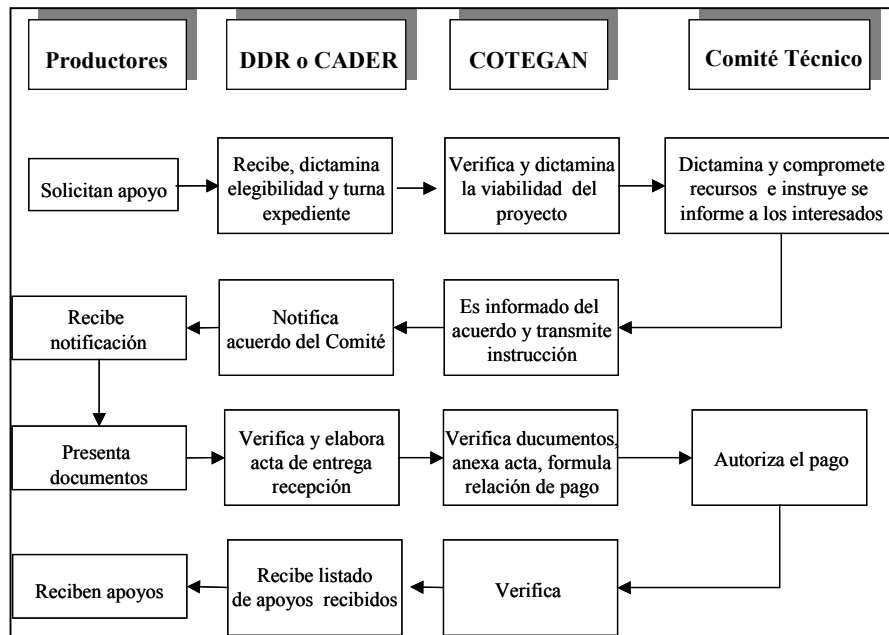 Productores
DDR o CADER
COTEGAN
Comité Técnico
Solicitan apoyo
Recibe, dictamina
elegibilidad y turna
expediente
Verifica y dictamina
la viabilidad del
proyecto
Dictamina y compromete
recursos e instruye se
informe a los interesados
Recibe
notificación
Notifica
acuerdo del Comité
Es informado del
acuerdo y transmite
instrucción
Presenta
documentos
Verifica y elabora
acta de entrega
recepción
Verifica ducumentos,
anexa acta, formula
relación de pago
Autoriza el pago
Reciben apoyos
Recibe listado
de apoyos recibidos
Verifica